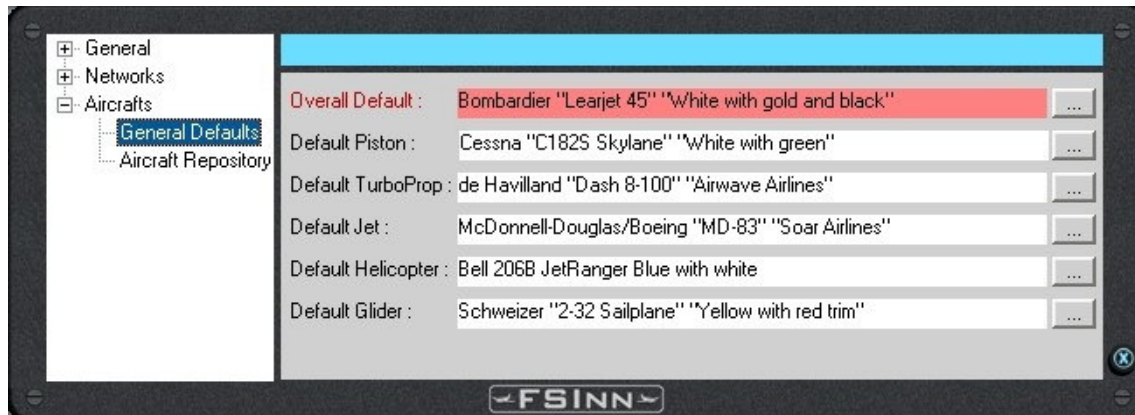 General
Networks
Aircrafts
General Defaults
Aircraft Repository
Overall Default : Bombardier "Learjet 45" "White with gold and black" ...
Default Piston : Cessna "C182S Skylane" "White with green" ...
Default TurboProp : de Havilland "Dash 8-100" "Airwave Airlines" ...
Default Jet : McDonnell-Douglas/Boeing "MD-83" "Soar Airlines" ...
Default Helicopter : Bell 206B JetRanger Blue with white ...
Default Glider : Schweizer "2-32 Sailplane" "Yellow with red trim" ...
FSINN